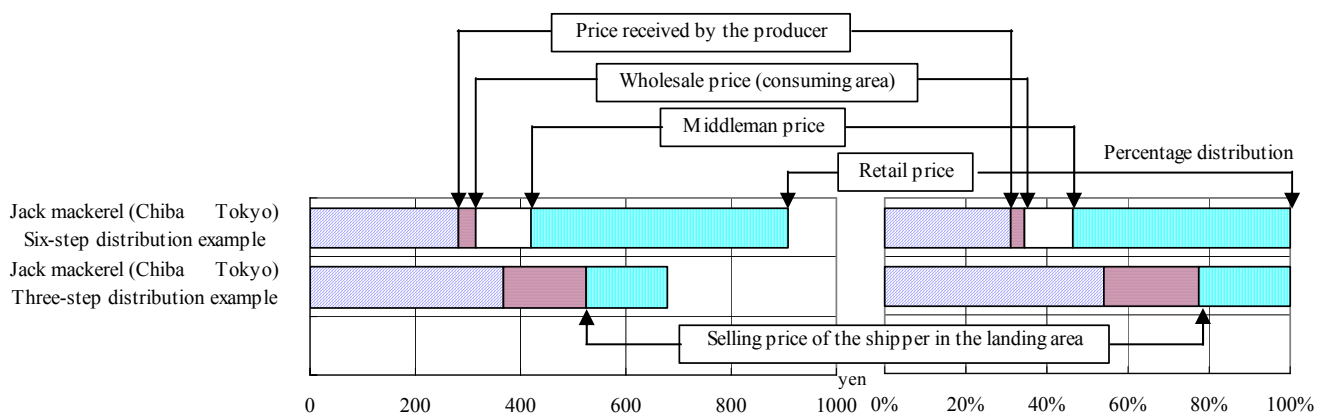 Price received by the producer
Wholesale price (consuming area)
Middleman price
Percentage distribution
Retail price
Jack mackerel (Chiba Tokyo)
Six-step distribution example
Jack mackerel (Chiba Tokyo)
Three-step distribution example
Selling price of the shipper in the landing area
yen
0 200 400 600 800 1000
0% 20% 40% 60% 80% 100%